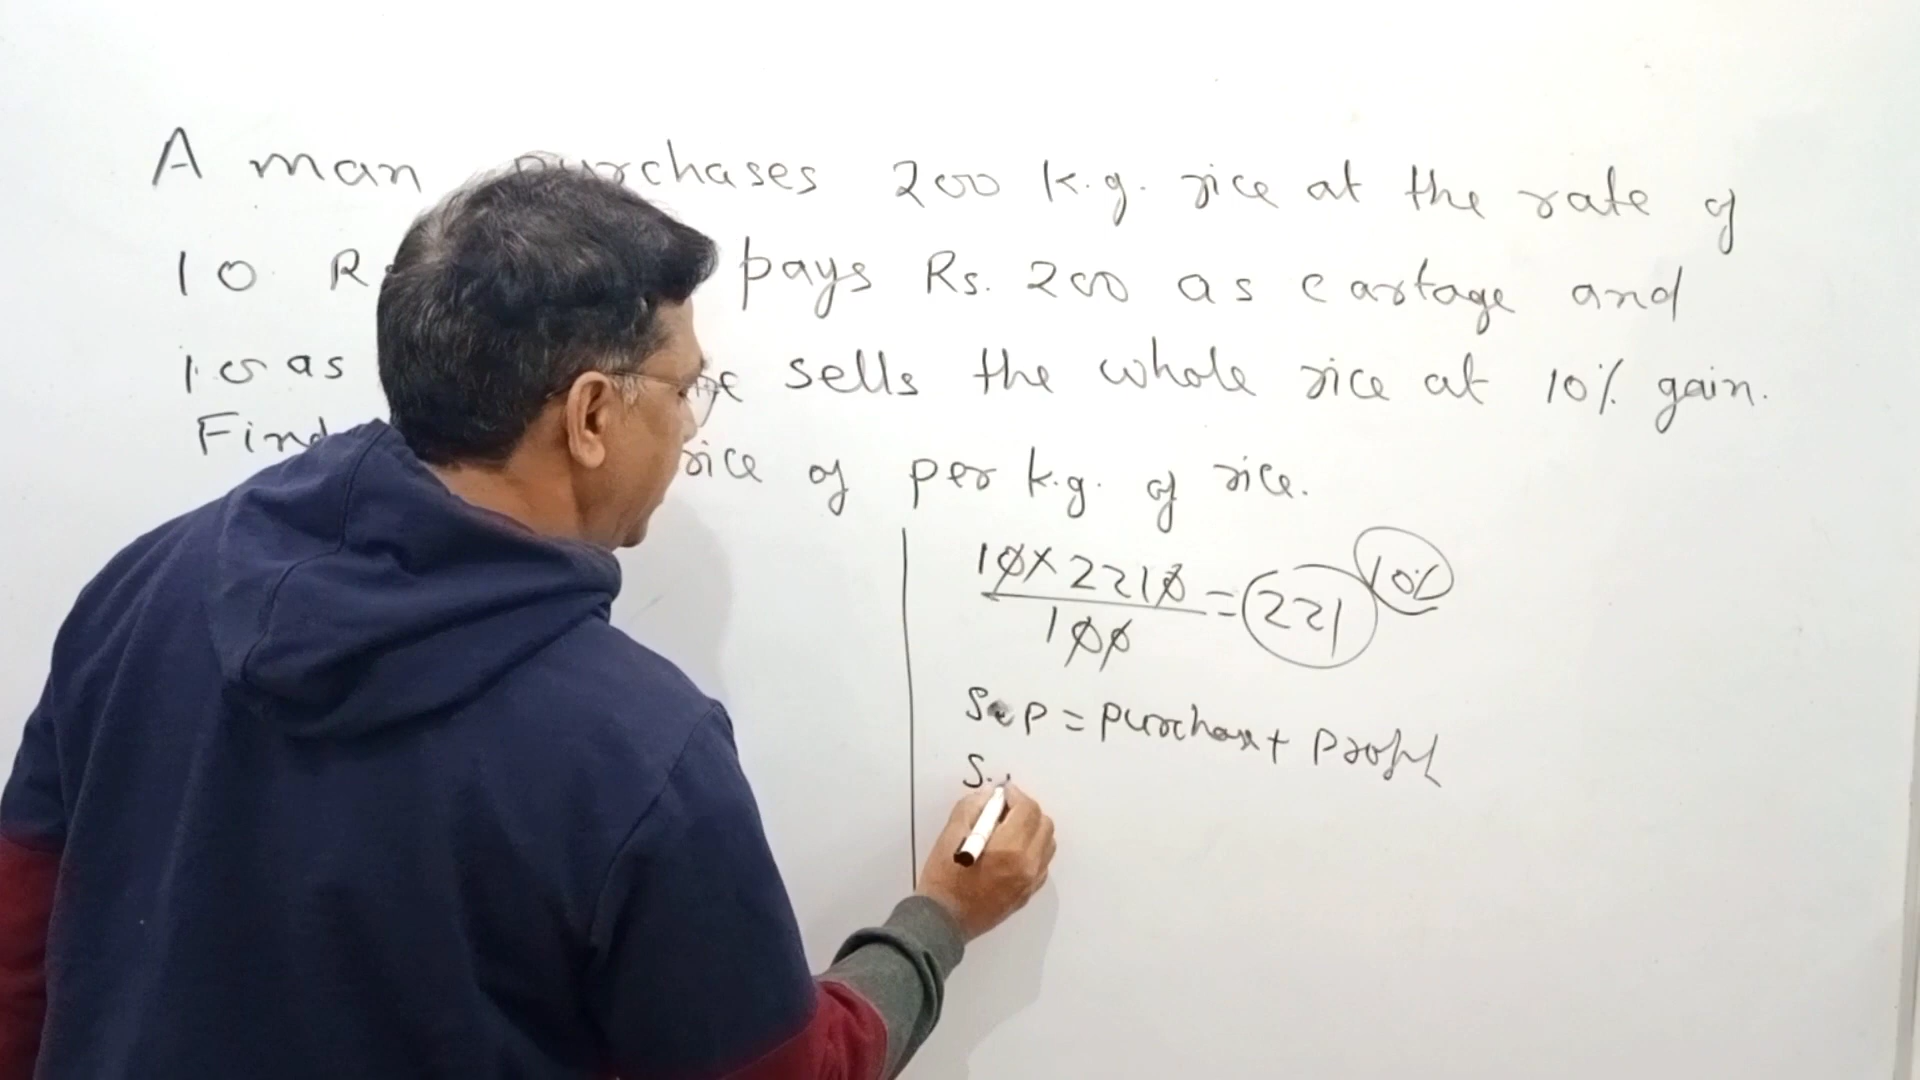 A man purchases 200 k.g. rice at the rate of
10 R pays Rs. 200 as cartage and
10 as sells the whole rice at 10% gain.
Find rice of per k.g. of rice.
10 x 2210 = 221 10%
100
S.P = purchase + Profit
S.